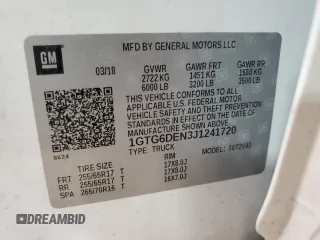 GM
MFD BY GENERAL MOTORS LLC
03/18 GVWR GAWR FRT GAWR RR
2722 KG 1451 KG 1588 KG
6000 LB 3200 LB 3500 LB
THIS VEHICLE CONFORMS TO ALL APPLICABLE U.S. FEDERAL MOTOR VEHICLE SAFETY, BUMPER, AND THEFT PREVENTION STANDARDS IN EFFECT ON THE DATE OF MANUFACTURE SHOWN ABOVE.
1GTG6DEN3J1241720
8624 TYPE: TRUCK
TIRE SIZE RIM
FRT 255/65R17 T 17X8.0J
RR 255/65R17 T 17X8.0J
SPA 265/70R16 T 16X7.0J
AutoBidMaster